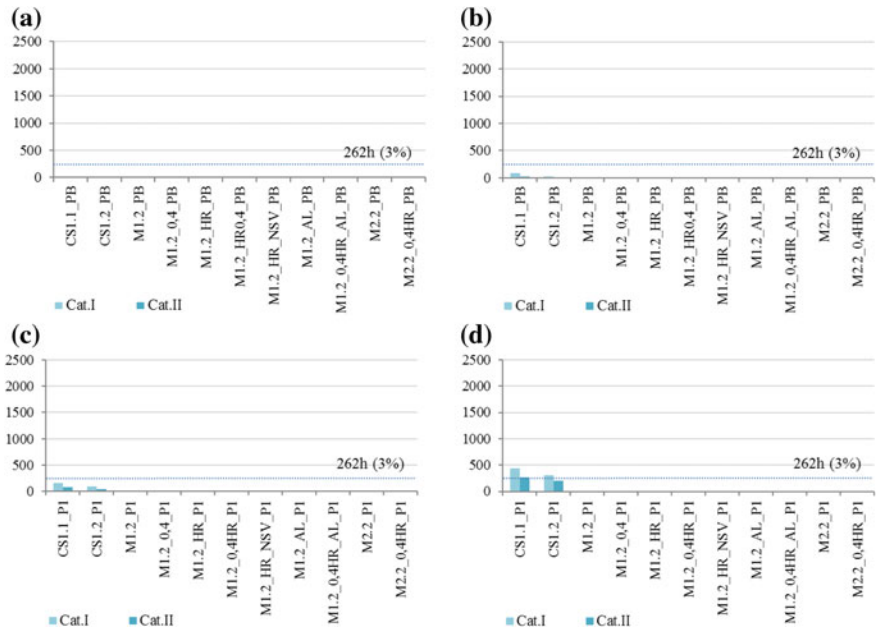 (a)
2500
2000
1500
1000
500
0
262h (3%)
CS1.1_PB
CS1.2_PB
M1.2_PB
M1.2_0,4_PB
M1.2_HR_PB
M1.2_HR0,4_PB
M1.2_HR_NSV_PB
M1.2_AL_PB
M1.2_0,4HR_AL_PB
M2.2_PB
M2.2_0,4HR_PB
Cat.I Cat.II
(b)
2500
2000
1500
1000
500
0
262h (3%)
CS1.1_PB
CS1.2_PB
M1.2_PB
M1.2_0,4_PB
M1.2_HR_PB
M1.2_HR0,4_PB
M1.2_HR_NSV_PB
M1.2_AL_PB
M1.2_0,4HR_AL_PB
M2.2_PB
M2.2_0,4HR_PB
Cat.I Cat.II
(c)
2500
2000
1500
1000
500
0
262h (3%)
CS1.1_P1
CS1.2_P1
M1.2_P1
M1.2_0,4_P1
M1.2_HR_P1
M1.2_0,4HR_P1
M1.2_HR_NSV_P1
M1.2_AL_P1
M1.2_0,4HR_AL_P1
M2.2_P1
M2.2_0,4HR_P1
Cat.I Cat.II
(d)
2500
2000
1500
1000
500
0
262h (3%)
CS1.1_P1
CS1.2_P1
M1.2_P1
M1.2_0,4_P1
M1.2_HR_P1
M1.2_0,4HR_P1
M1.2_HR_NSV_P1
M1.2_AL_P1
M1.2_0,4HR_AL_P1
M2.2_P1
M2.2_0,4HR_P1
Cat.I Cat.II